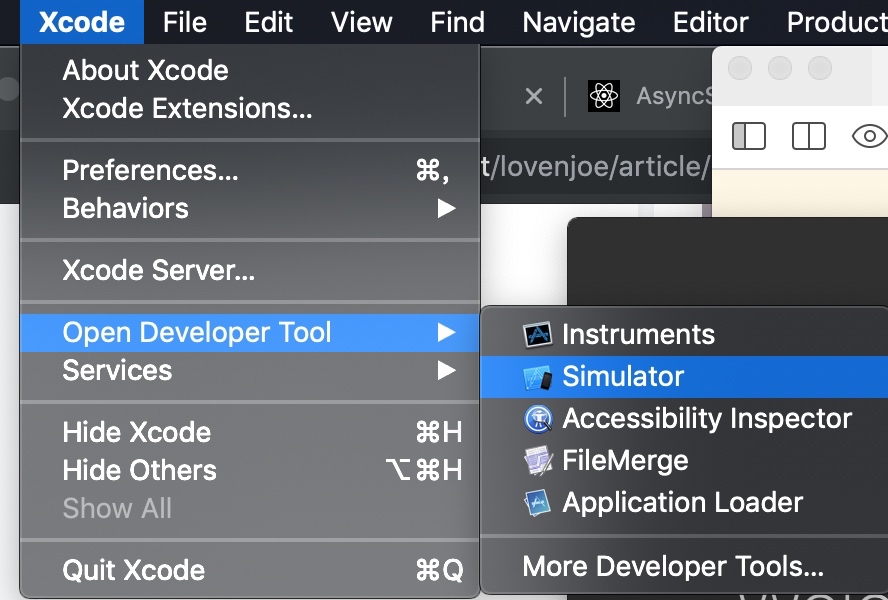 Xcode File Edit View Find Navigate Editor Product
About Xcode
Xcode Extensions...
AsyncS
Preferences... ⌘,
t/lovenjoe/article/
Behaviors ▶
Xcode Server...
Open Developer Tool ▶
Services ▶
Hide Xcode ⌘H
Hide Others ⌥⌘H
Show All
Quit Xcode ⌘Q
Instruments
Simulator
Accessibility Inspector
FileMerge
Application Loader
More Developer Tools...